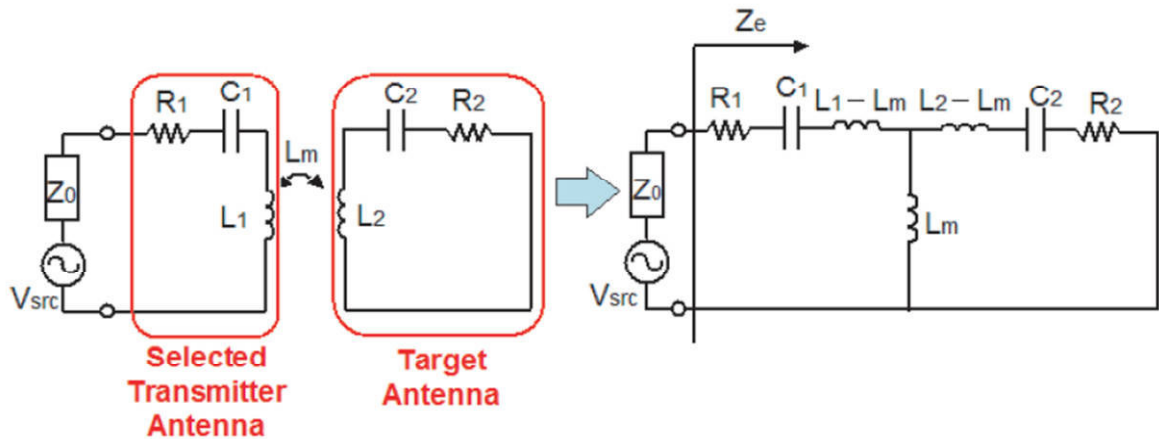 Ze
R1
C1
Lm
L1
Z0
Vsrc
C2
R2
L2
R1
C1
L1 – Lm
L2 – Lm
C2
R2
Lm
Z0
Vsrc
Selected
Transmitter
Antenna
Target
Antenna